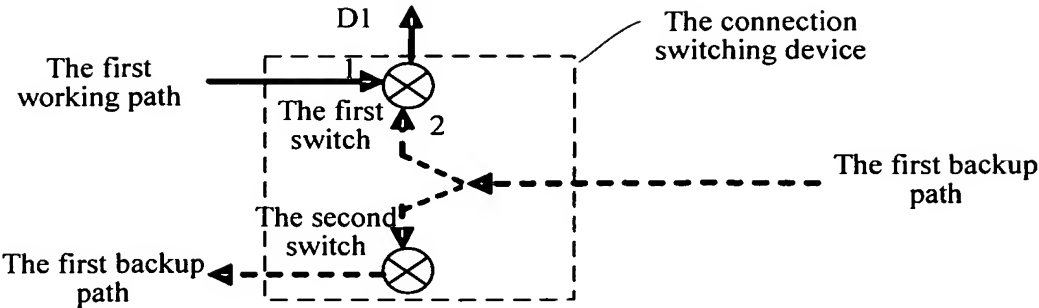 D1
The connection
switching device
The first
working path
1
The first
switch
2
The first backup
path
The second
switch
The first backup
path